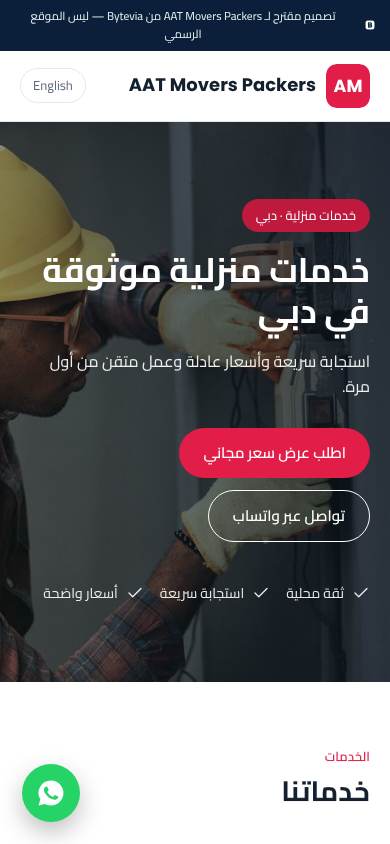 تصميم مقترح لـ AAT Movers Packers من Bytevia — ليس الموقع
الرسمي
B
AM
AAT Movers Packers
English
خدمات منزلية · دبي
خدمات منزلية موثوقة
في دبي
استجابة سريعة وأسعار عادلة وعمل متقن من أول
مرة.
اطلب عرض سعر مجاني
تواصل عبر واتساب
ثقة محلية
استجابة سريعة
أسعار واضحة
الخدمات
خدماتنا